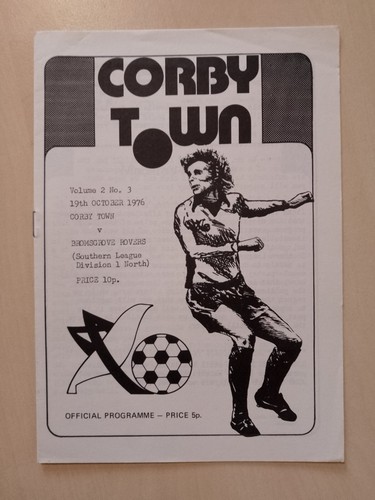 CORBY
TOWN
Volume 2 No. 3
19th OCTOBER 1976
CORBY TOWN
v
BROMSGROVE ROVERS
(Southern League
Division 1 North)
PRICE 10p.
OFFICIAL PROGRAMME — PRICE 5p.